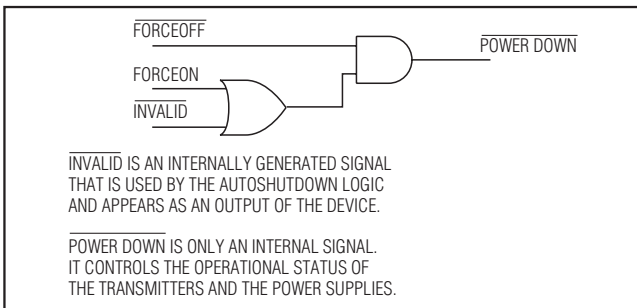 FORCEOFF
POWER DOWN
FORCEON
INVALID
INVALID IS AN INTERNALLY GENERATED SIGNAL
THAT IS USED BY THE AUTOSHUTDOWN LOGIC
AND APPEARS AS AN OUTPUT OF THE DEVICE.
POWER DOWN IS ONLY AN INTERNAL SIGNAL.
IT CONTROLS THE OPERATIONAL STATUS OF
THE TRANSMITTERS AND THE POWER SUPPLIES.